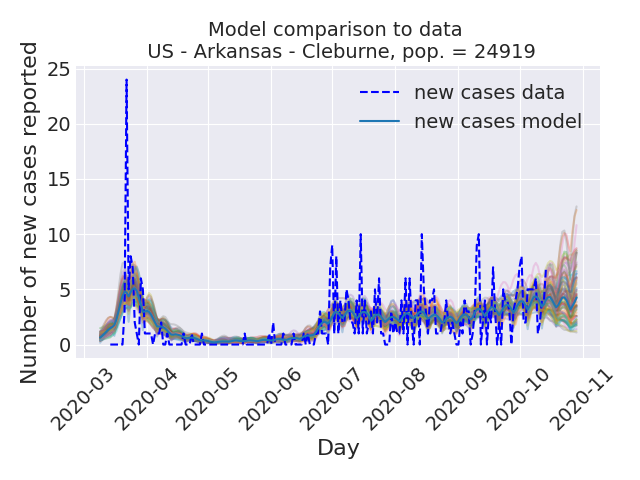 Model comparison to data
US - Arkansas - Cleburne, pop. = 24919
Number of new cases reported
25
20
15
10
5
0
new cases data
new cases model
2020-03
2020-04
2020-05
2020-06
2020-07
2020-08
2020-09
2020-10
2020-11
Day